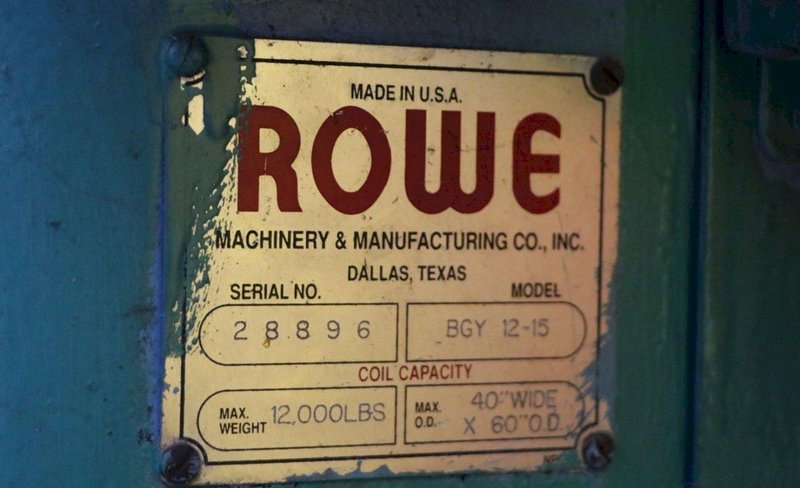 MADE IN U.S.A.
ROWE
MACHINERY & MANUFACTURING CO., INC.
DALLAS, TEXAS
SERIAL NO. MODEL
28896 BGY 12-15
COIL CAPACITY
MAX. WEIGHT 12,000LBS
MAX. O.D. 40" WIDE X 60" O.D.